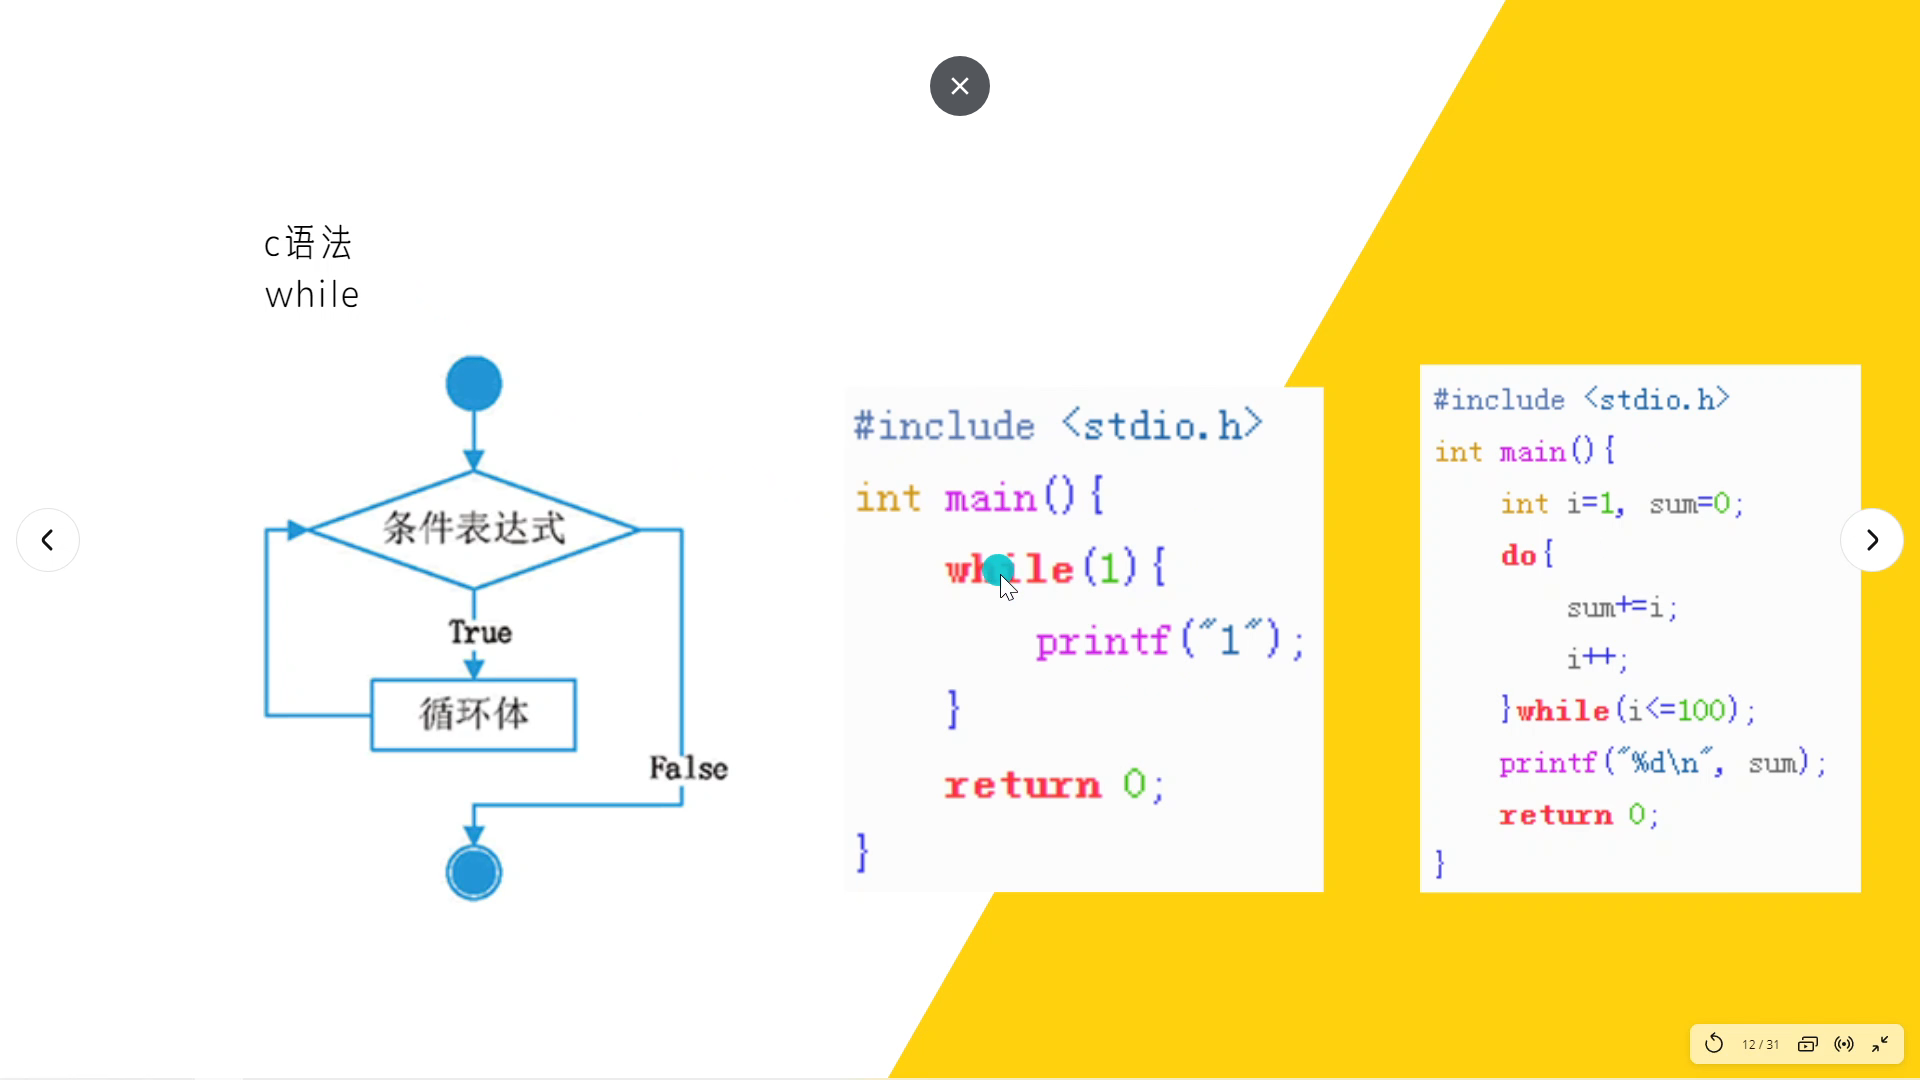 c语法
while
条件表达式
True
循环体
False
#include <stdio.h>
int main(){
while(1){
printf("1");
}
return 0;
}
#include <stdio.h>
int main(){
int i=1, sum=0;
do{
sum+=i;
i++;
}while(i<=100);
printf("%d\n", sum);
return 0;
}
12 / 31